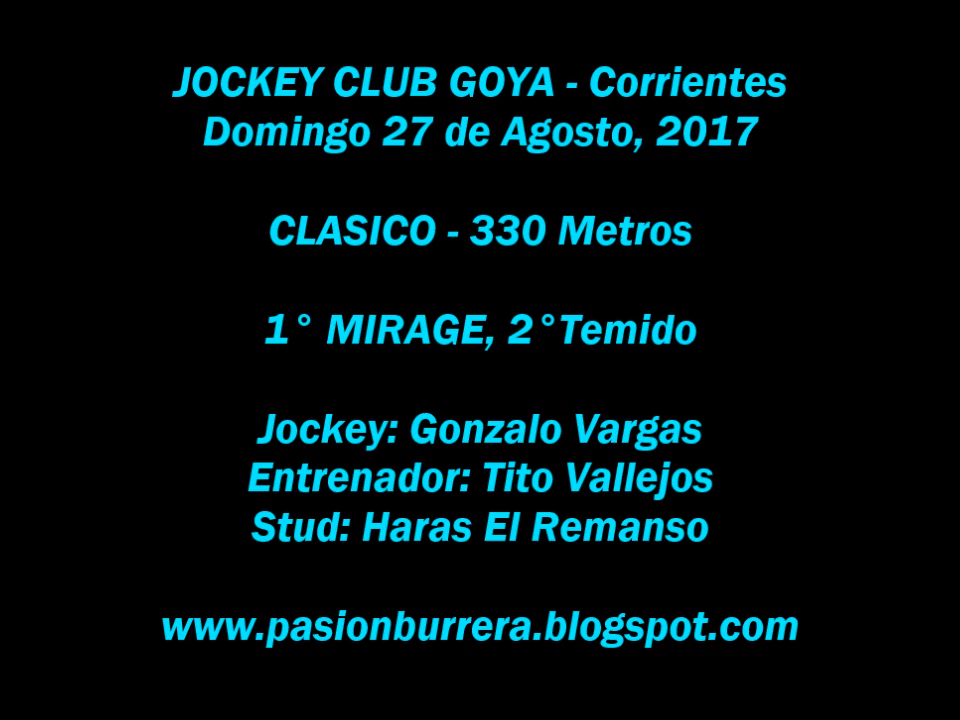 JOCKEY CLUB GOYA - Corrientes
Domingo 27 de Agosto, 2017
CLASICO - 330 Metros
1° MIRAGE, 2°Temido
Jockey: Gonzalo Vargas
Entrenador: Tito Vallejos
Stud: Haras El Remanso
www.pasionburrera.blogspot.com